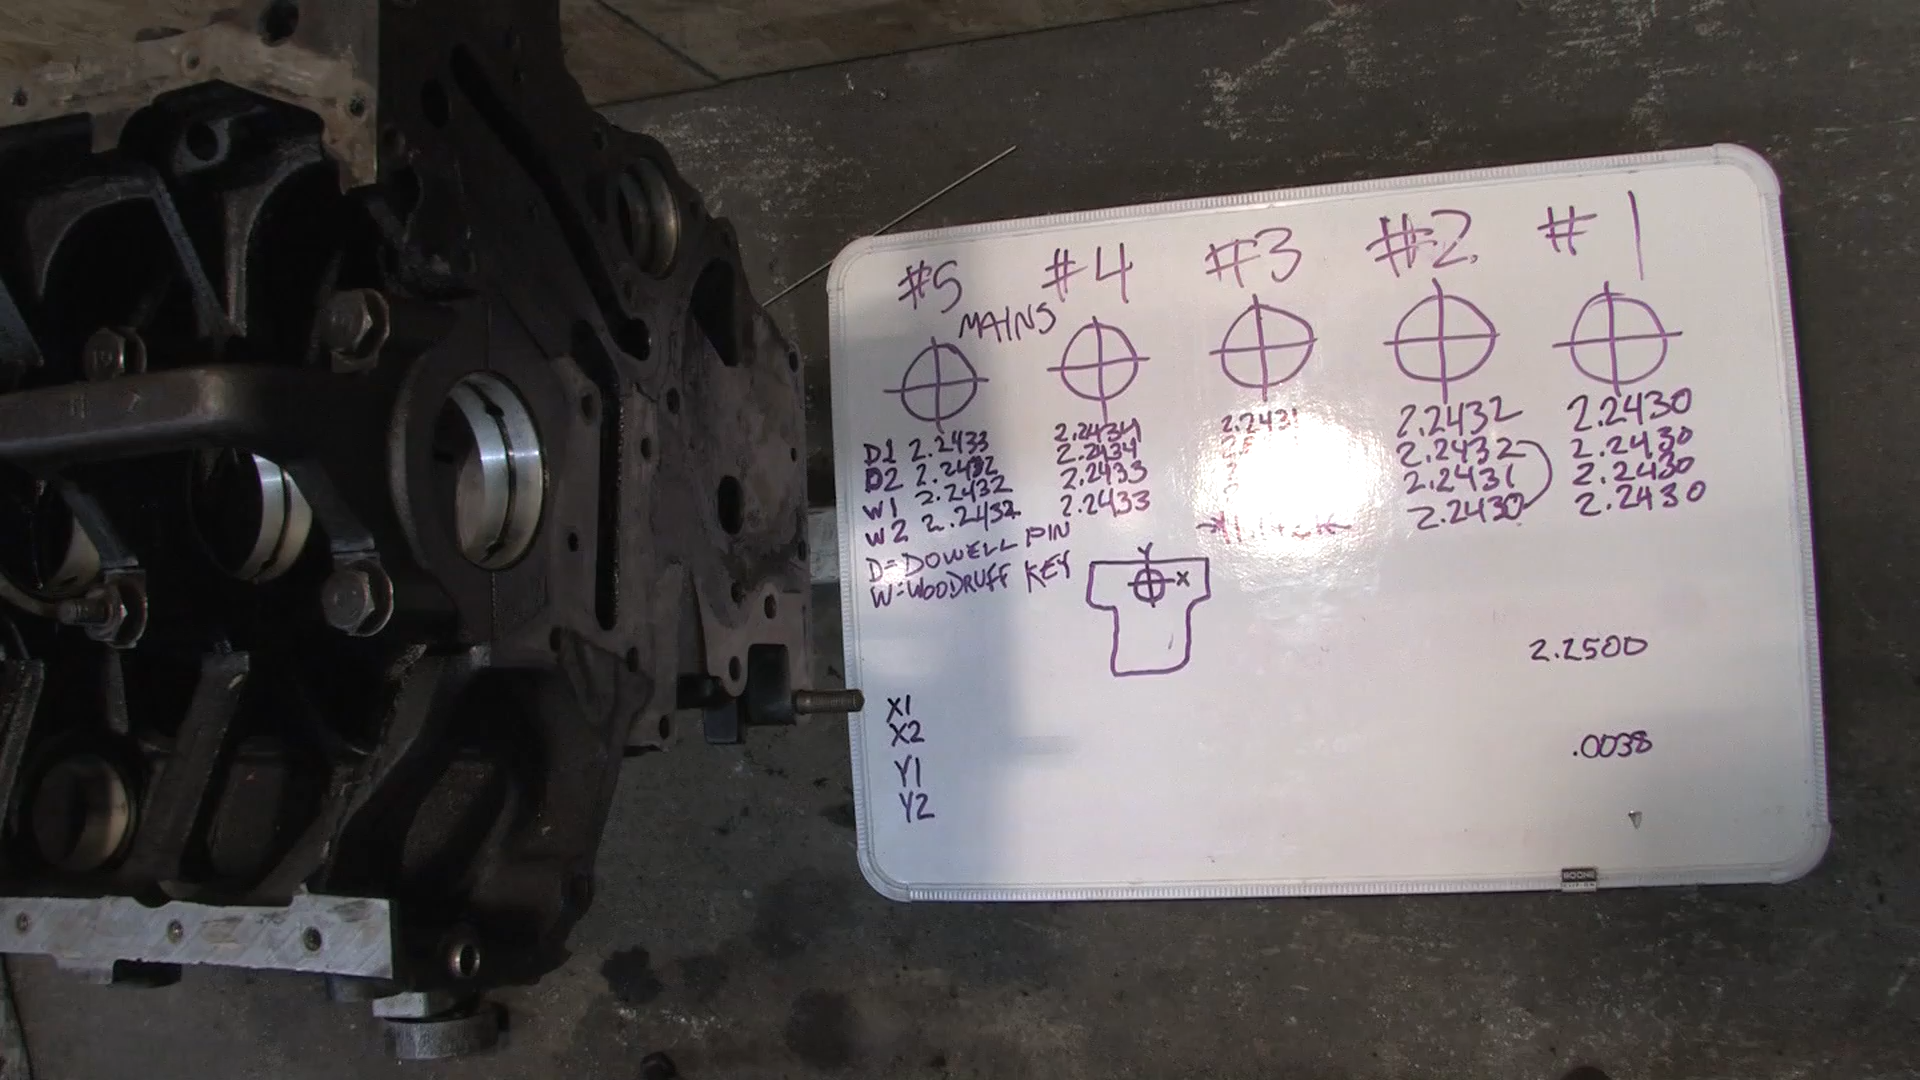 #5 #4 #3 #2 #1
MAINS
D1 2.2433 2.2434 2.2431 2.2432 2.2430
D2 2.2432 2.2434 2.2432 2.2430
W1 2.2432 2.2433 2.2431 2.2430
W2 2.2432 2.2433 2.2430 2.2430
D=DOWELL PIN
W=WOODRUFF KEY
Y
X
2.2500
X1
X2
.0038
Y1
Y2
BOONE